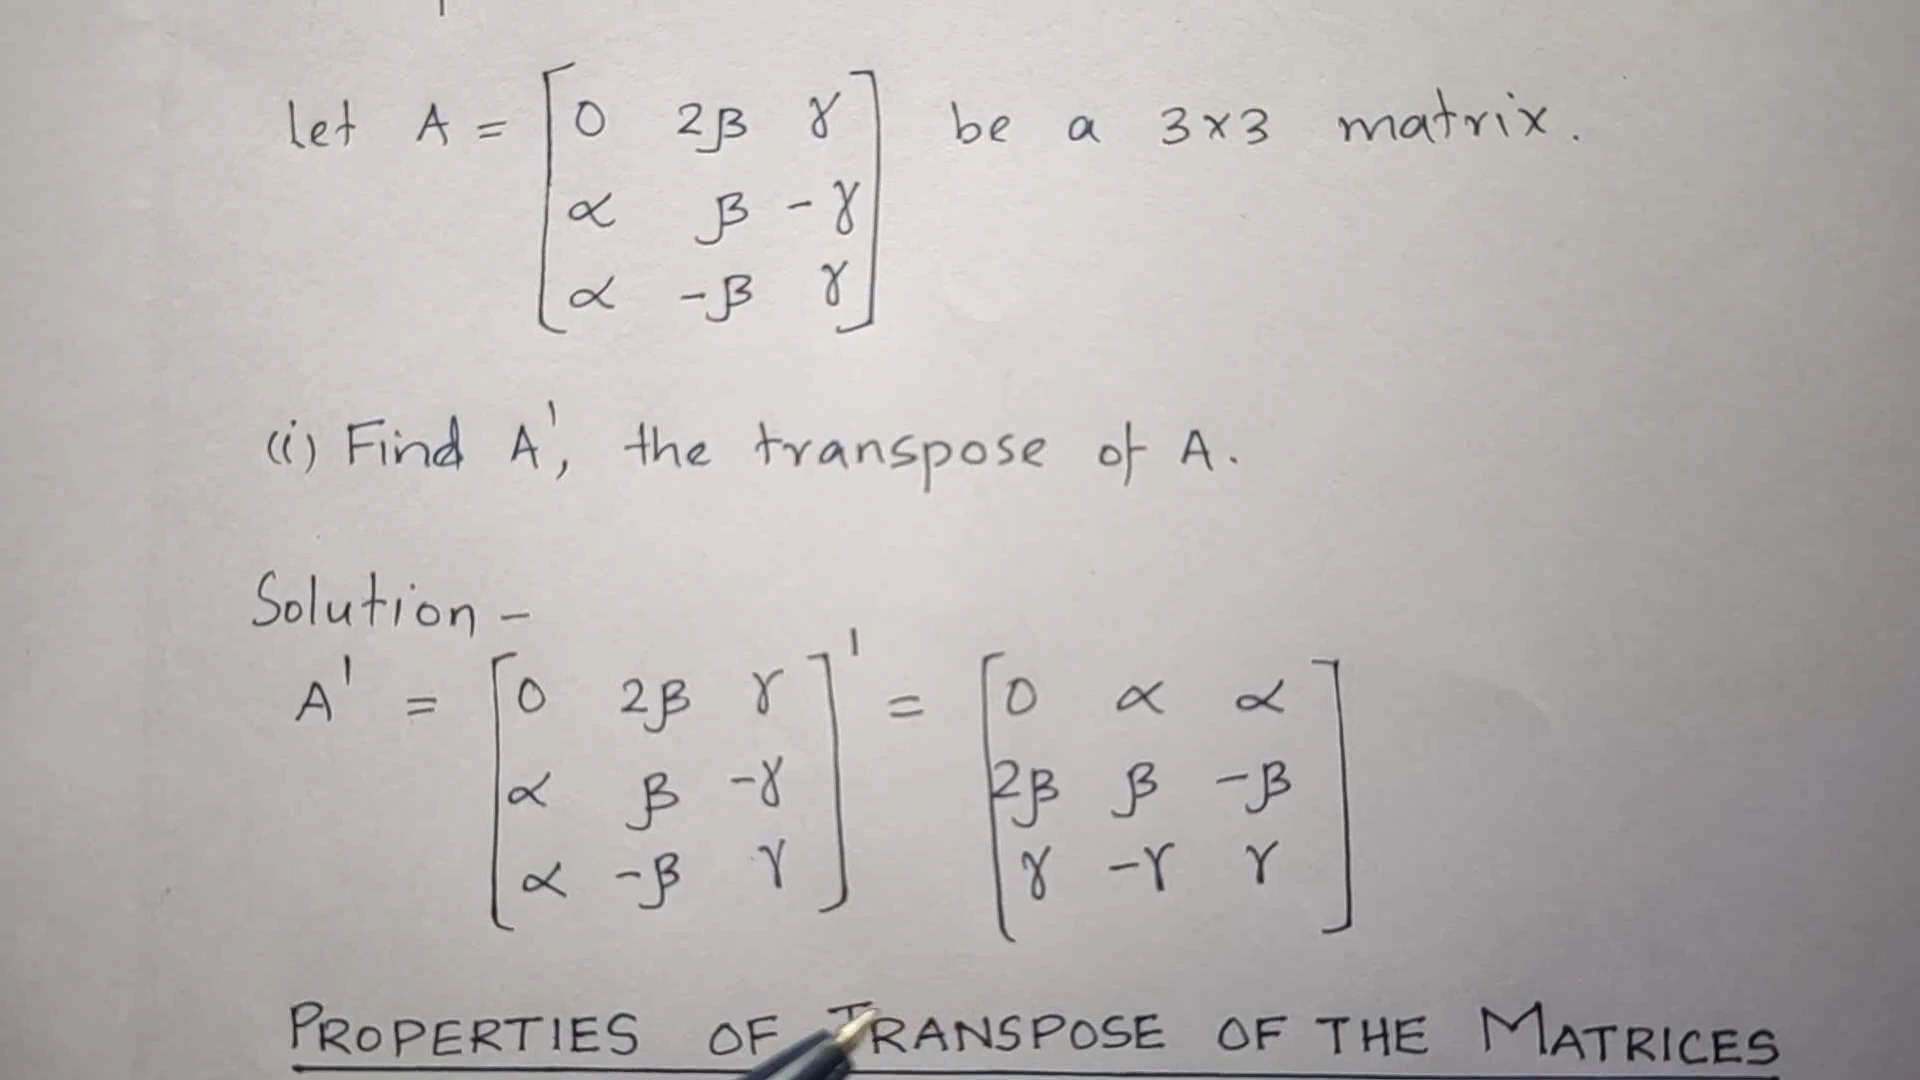 let A = [0 2β γ] be a 3×3 matrix.
α β -γ
α -β γ
(i) Find A', the transpose of A.
Solution -
A' = [0 2β γ]' = [0 α α]
α β -γ 2β β -β
α -β γ γ -γ γ
PROPERTIES OF TRANSPOSE OF THE MATRICES